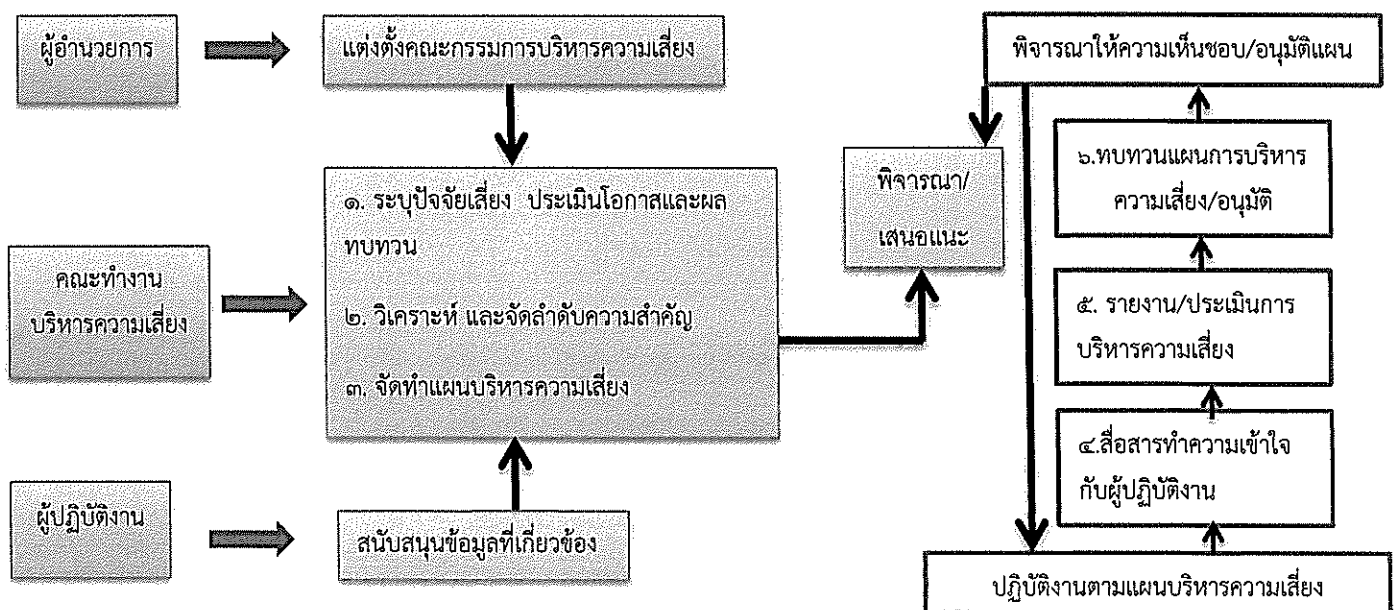 ผู้อำนวยการ
แต่งตั้งคณะกรรมการบริหารความเสี่ยง
พิจารณาให้ความเห็นชอบ/อนุมัติแผน
๑. ระบุปัจจัยเสี่ยง ประเมินโอกาสและผล
ทบทวน
๒. วิเคราะห์ และจัดลำดับความสำคัญ
๓. จัดทำแผนบริหารความเสี่ยง
คณะทำงาน
บริหารความเสี่ยง
ผู้ปฏิบัติงาน
สนับสนุนข้อมูลที่เกี่ยวข้อง
พิจารณา/
เสนอแนะ
๖.ทบทวนแผนการบริหาร
ความเสี่ยง/อนุมัติ
๕. รายงาน/ประเมินการ
บริหารความเสี่ยง
๔.สื่อสารทำความเข้าใจ
กับผู้ปฏิบัติงาน
ปฏิบัติงานตามแผนบริหารความเสี่ยง